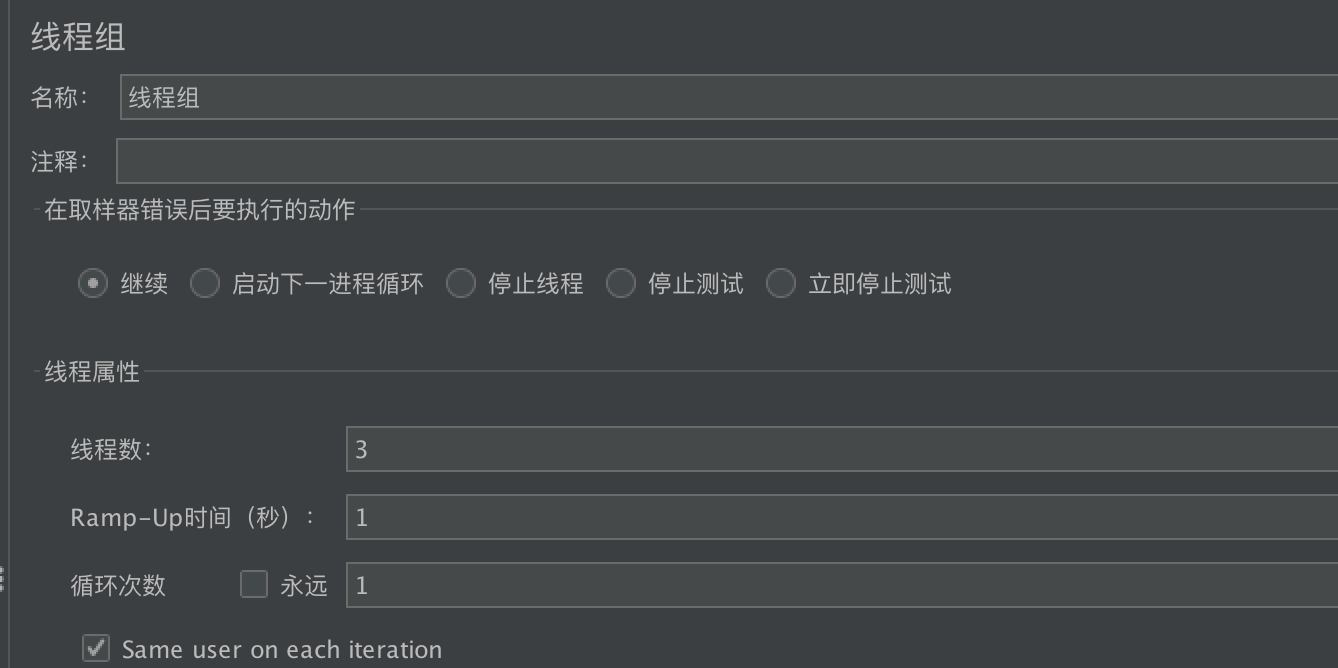 线程组
名称： 线程组
注释：
在取样器错误后要执行的动作
继续 启动下一进程循环 停止线程 停止测试 立即停止测试
线程属性
线程数： 3
Ramp-Up时间（秒）： 1
循环次数 永远 1
Same user on each iteration